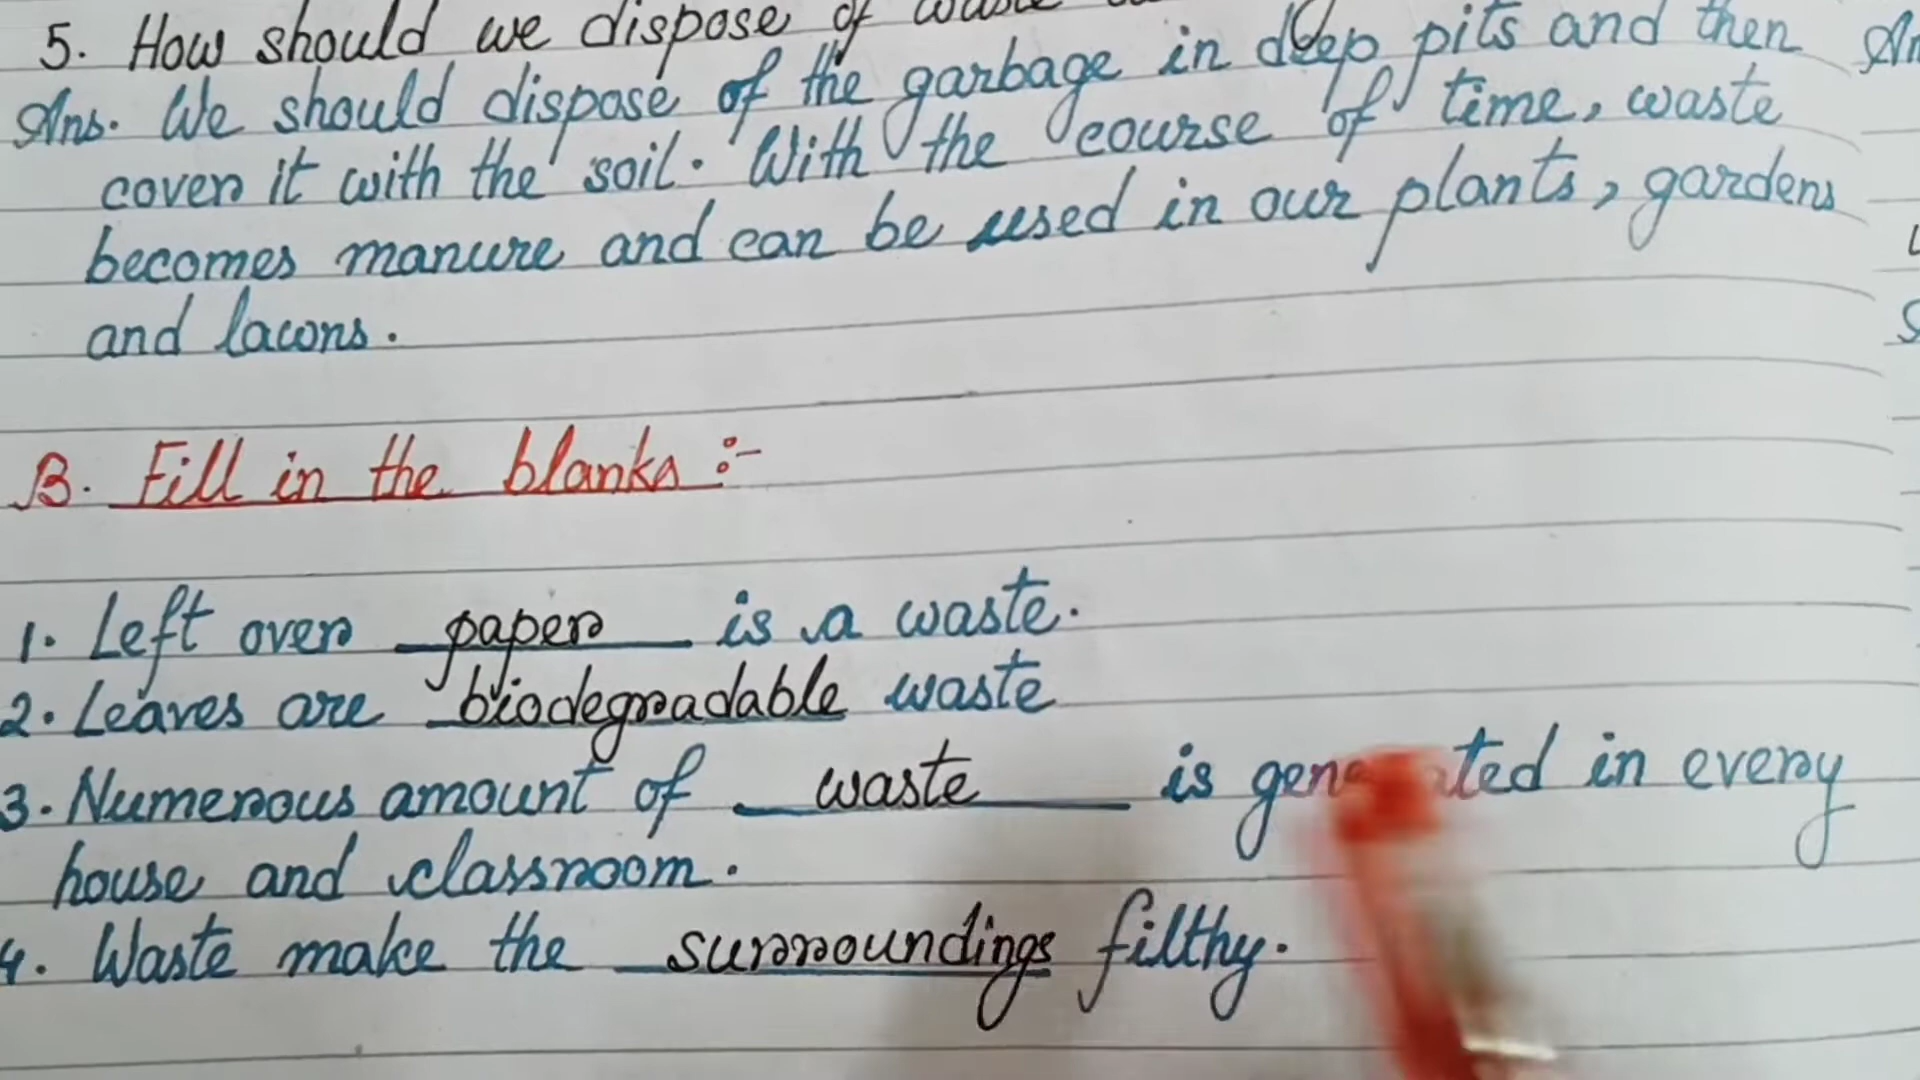 5. How should we dispose of waste
Ans. We should dispose of the garbage in deep pits and then
cover it with the soil. With the course of time, waste
becomes manure and can be used in our plants, gardens
and lawns.
B. Fill in the blanks :-
1. Left over paper is a waste.
2. Leaves are biodegradable waste
3. Numerous amount of waste is generated in every
house and classroom.
4. Waste make the surroundings filthy.